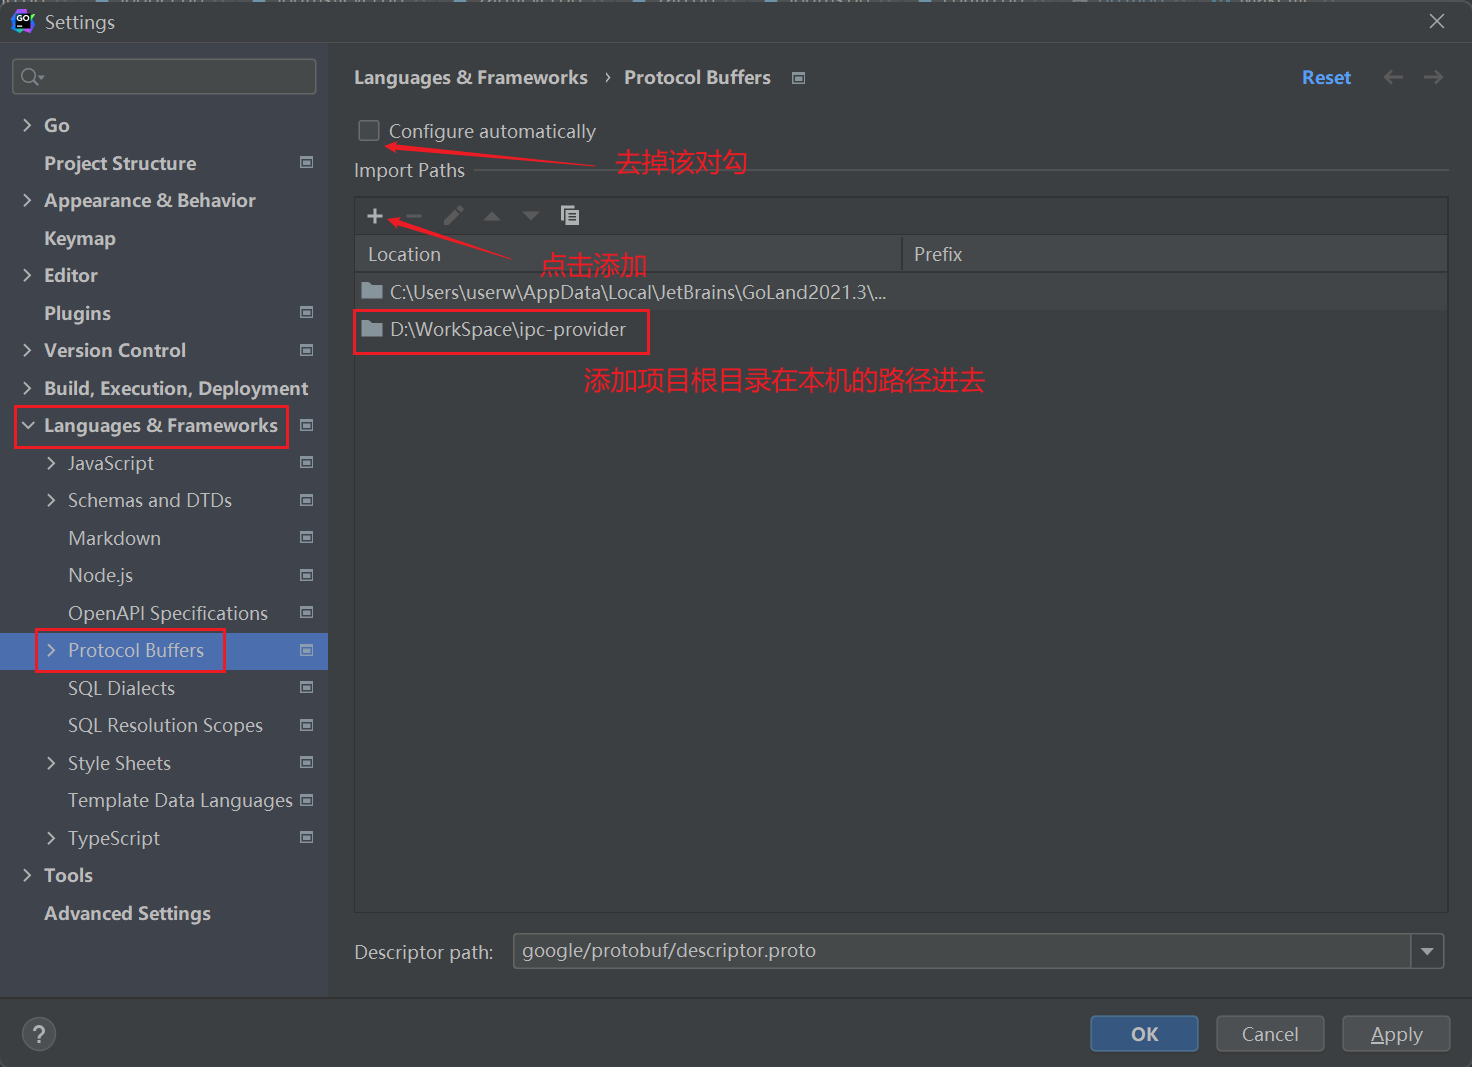 Settings
Languages & Frameworks › Protocol Buffers
Reset
Go
Project Structure
Appearance & Behavior
Keymap
Editor
Plugins
Version Control
Build, Execution, Deployment
Languages & Frameworks
JavaScript
Schemas and DTDs
Markdown
Node.js
OpenAPI Specifications
Protocol Buffers
SQL Dialects
SQL Resolution Scopes
Style Sheets
Template Data Languages
TypeScript
Tools
Advanced Settings
Configure automatically
去掉该对勾
Import Paths
点击添加
Location Prefix
C:\Users\userw\AppData\Local\JetBrains\GoLand2021.3\...
D:\WorkSpace\ipc-provider
添加项目根目录在本机的路径进去
Descriptor path: google/protobuf/descriptor.proto
? OK Cancel Apply